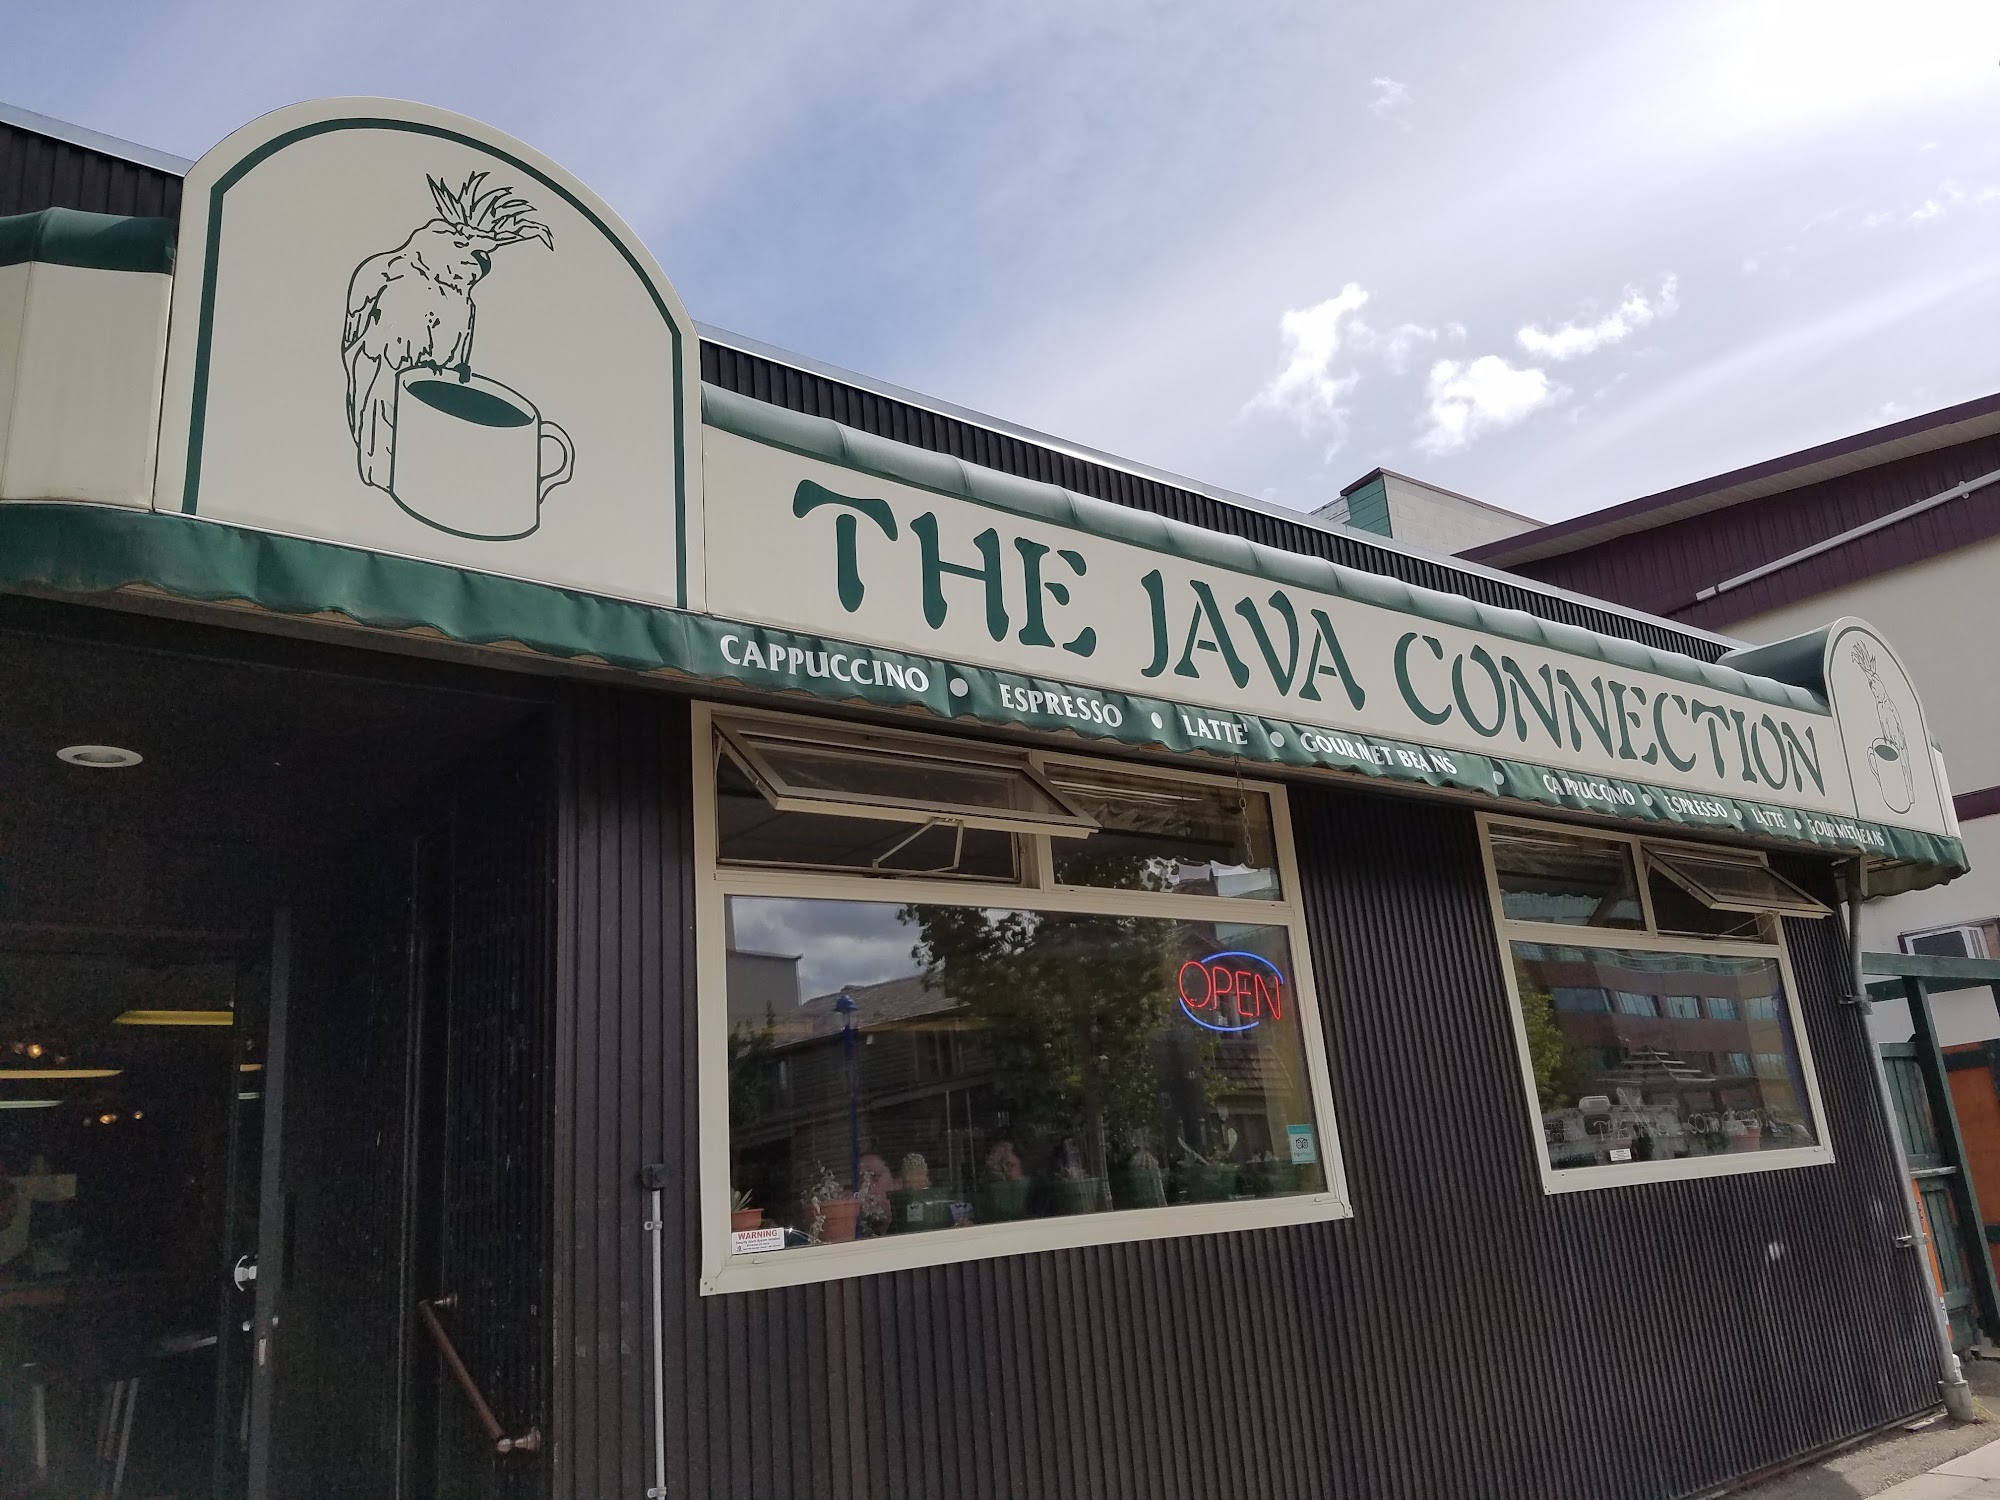 THE JAVA CONNECTION
CAPPUCCINO • ESPRESSO • LATTE' • GOURMET BEANS • CAPPUCCINO • ESPRESSO • LATTE' • GOURMET BEANS
OPEN
WARNING